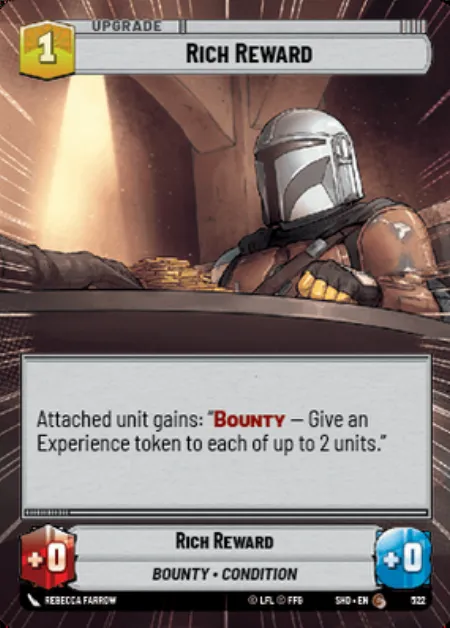 UPGRADE
1
RICH REWARD
Attached unit gains: "BOUNTY – Give an
Experience token to each of up to 2 units."
+0
RICH REWARD
+0
BOUNTY • CONDITION
REBECCA FARROW
© LFL © FFG
SHD • EN
522